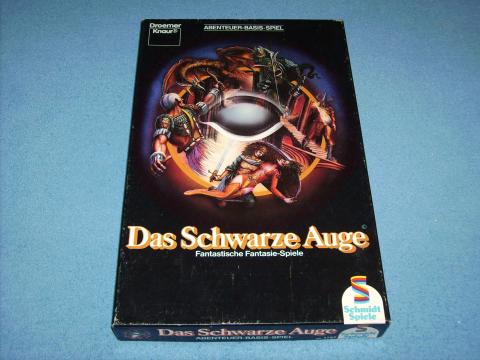 Droemer
Knaur®
ABENTEUER-BASIS-SPIEL
Das Schwarze Auge
Fantastische Fantasie-Spiele
Schmidt
Spiele
Das Schwarze Auge
ABENTEUER-BASIS-SPIEL